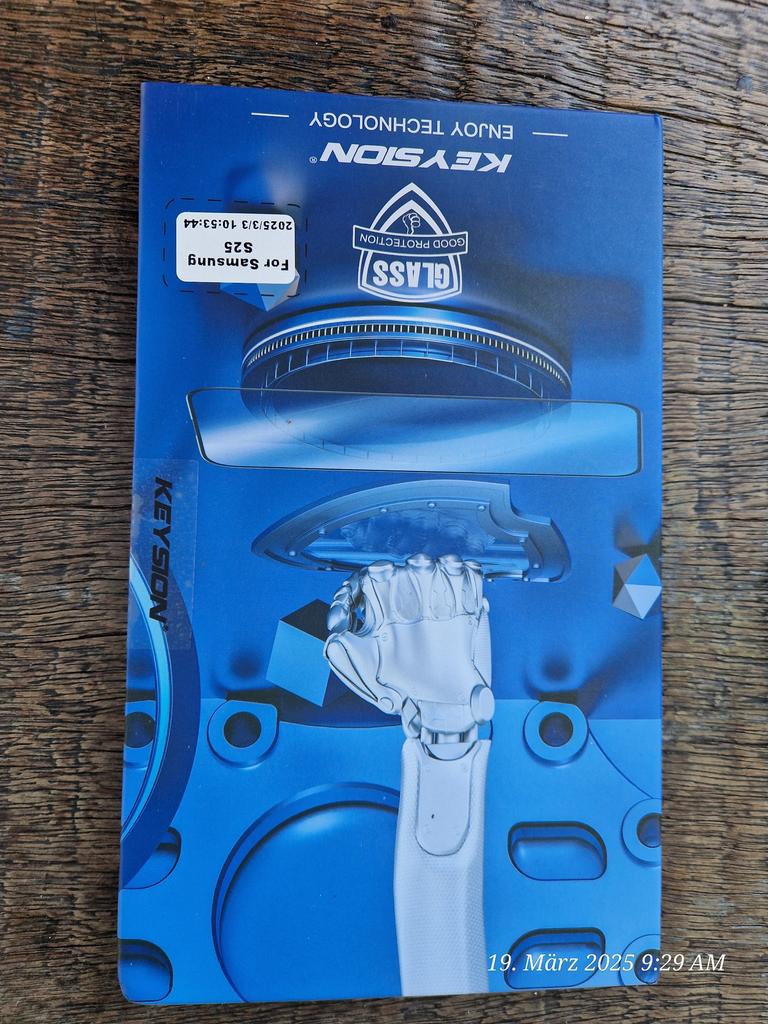 — ENJOY TECHNOLOGY —
KEYSION®
GLASS
GOOD PROTECTION
For Samsung
S25
2025/3/3 10:53:44
KEYSION®
19. März 2025 9:29 AM